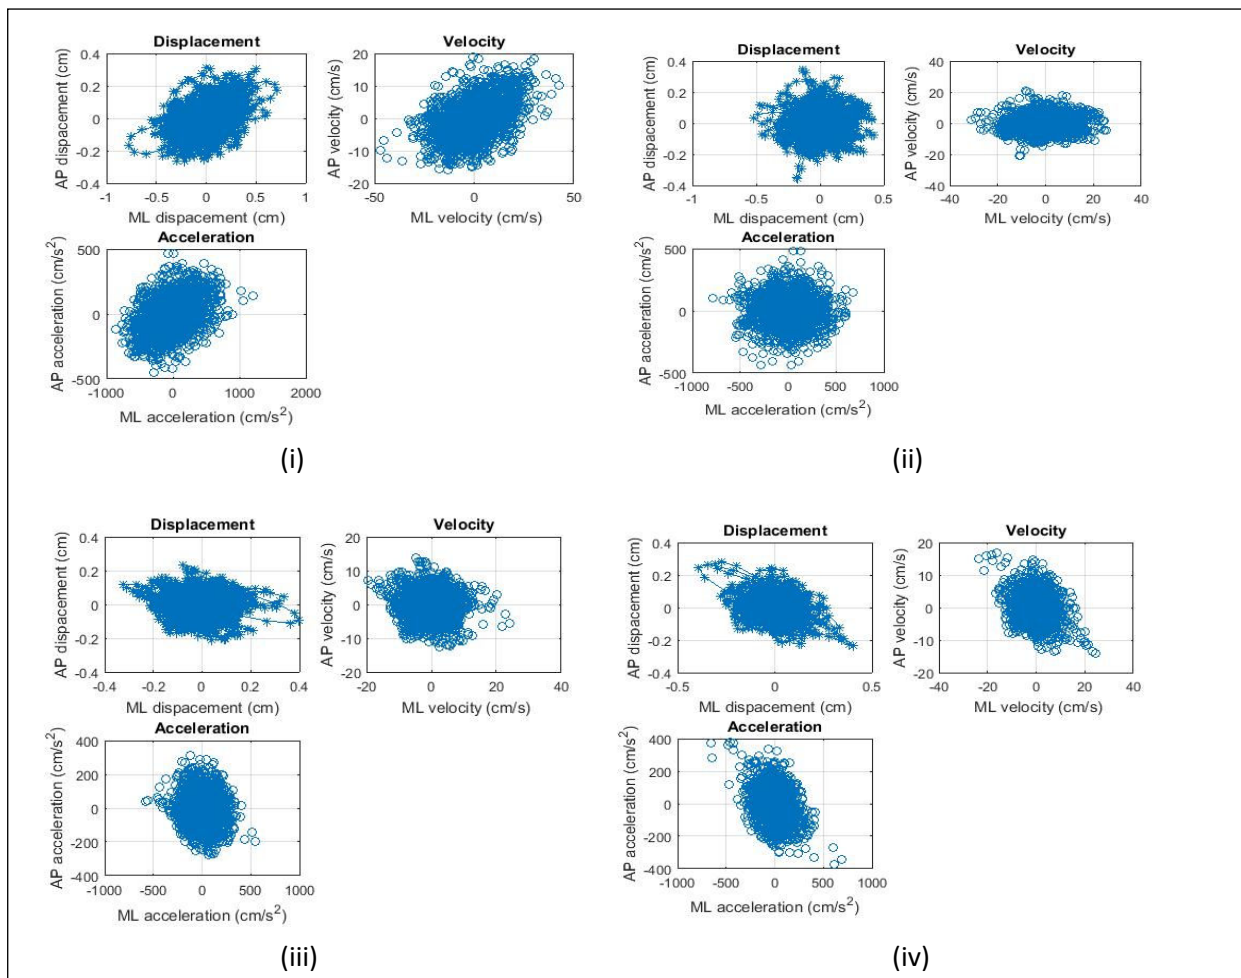 Displacement
AP dispacement (cm)
0.4
0.2
0
-0.2
-0.4
-1
-0.5
0
0.5
1
ML dispacement (cm)
Velocity
AP velocity (cm/s)
20
10
0
-10
-20
-50
0
50
ML velocity (cm/s)
Acceleration
AP acceleration (cm/s²)
500
0
-500
-1000
0
1000
2000
ML acceleration (cm/s²)
(i)
Displacement
AP dispacement (cm)
0.4
0.2
0
-0.2
-0.4
-1
-0.5
0
0.5
ML dispacement (cm)
Velocity
AP velocity (cm/s)
40
20
0
-20
-40
-40
-20
0
20
40
ML velocity (cm/s)
Acceleration
AP acceleration (cm/s²)
500
0
-500
-1000
-500
0
500
1000
ML acceleration (cm/s²)
(ii)
Displacement
AP dispacement (cm)
0.4
0.2
0
-0.2
-0.4
-0.4
-0.2
0
0.2
0.4
ML dispacement (cm)
Velocity
AP velocity (cm/s)
20
10
0
-10
-20
-20
0
20
40
ML velocity (cm/s)
Acceleration
AP acceleration (cm/s²)
400
200
0
-200
-400
-1000
-500
0
500
1000
ML acceleration (cm/s²)
(iii)
Displacement
AP dispacement (cm)
0.4
0.2
0
-0.2
-0.4
-0.5
0
0.5
ML dispacement (cm)
Velocity
AP velocity (cm/s)
20
10
0
-10
-20
-40
-20
0
20
40
ML velocity (cm/s)
Acceleration
AP acceleration (cm/s²)
400
200
0
-200
-400
-1000
-500
0
500
1000
ML acceleration (cm/s²)
(iv)